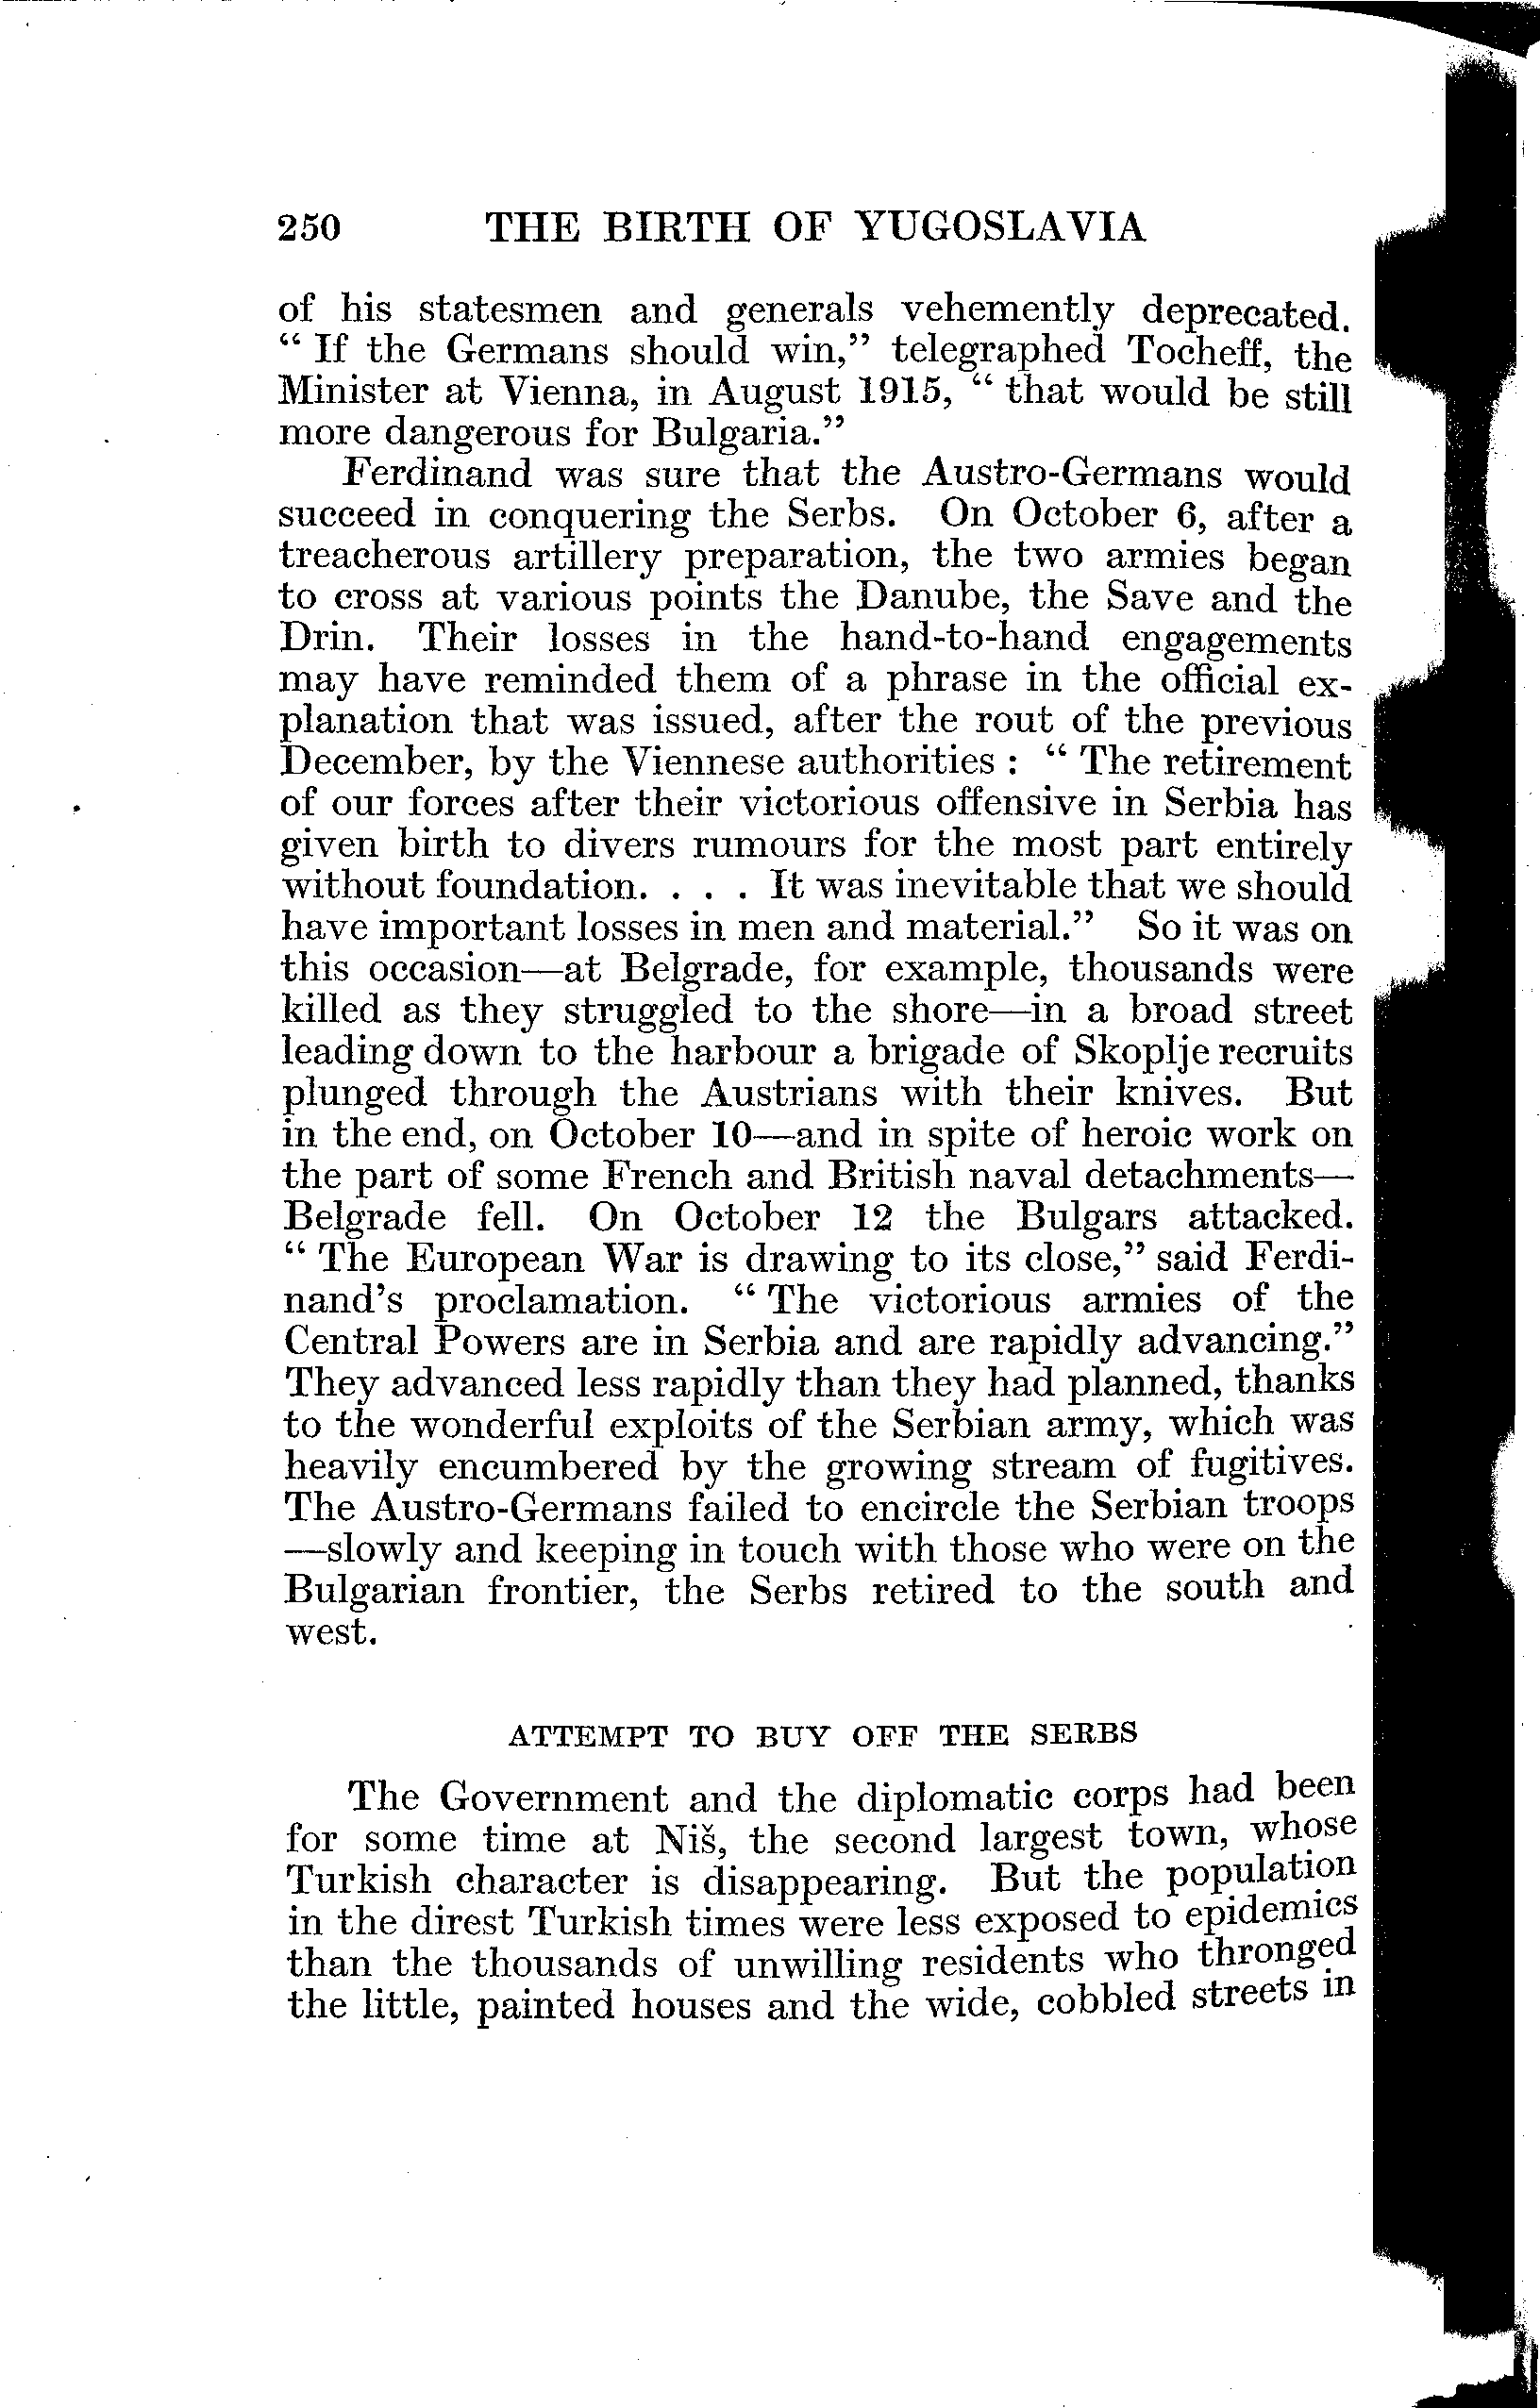 250 THE BIRTH OF YUGOSLAVIA
of his statesmen and generals vehemently deprecated.
“ If the Germans should win,” telegraphed Tocheff, the
Minister at Vienna, in August 1915, “ that would be still
more dangerous for Bulgaria.”
Ferdinand was sure that the Austro-Germans would
succeed in conquering the Serbs. On October 6, after a
treacherous artillery preparation, the two armies began
to cross at various points the Danube, the Save and the
Drin. Their losses in the hand-to-hand engagements
may have reminded them of a phrase in the official ex-
planation that was issued, after the rout of the previous
December, by the Viennese authorities : “ The retirement
of our forces after their victorious offensive in Serbia has
given birth to divers rumours for the most part entirely
without foundation. . . . It was inevitable that we should
have important losses in men and material.” So it was on
this occasion—at Belgrade, for example, thousands were
killed as they struggled to the shore—in a broad street
leading down to the harbour a brigade of Skoplje recruits
plunged through the Austrians with their knives. But
in the end, on October 10—and in spite of heroic work on
the part of some French and British naval detachments—
Belgrade fell. On October 12 the Bulgars attacked.
“ The European War is drawing to its close,” said Ferdi-
nand’s proclamation. “ The victorious armies of the
Central Powers are in Serbia and are rapidly advancing.”
They advanced less rapidly than they had planned, thanks
to the wonderful exploits of the Serbian army, which was
heavily encumbered by the growing stream of fugitives.
The Austro-Germans failed to encircle the Serbian troops
—slowly and keeping in touch with those who were on the
Bulgarian frontier, the Serbs retired to the south and
west.
ATTEMPT TO BUY OFF THE SERBS
The Government and the diplomatic corps had been
for some time at Niš, the second largest town, whose
Turkish character is disappearing. But the population
in the direst Turkish times were less exposed to epidemics
than the thousands of unwilling residents who thronged
the little, painted houses and the wide, cobbled streets in